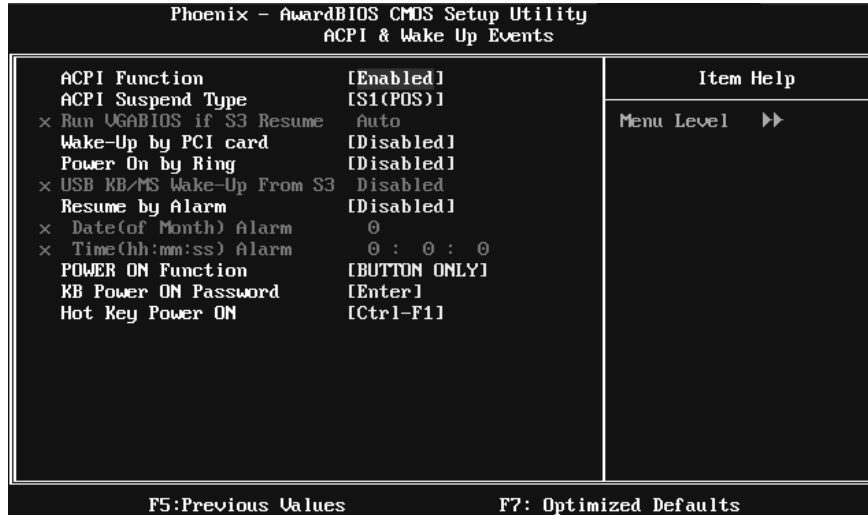 Phoenix - AwardBIOS CMOS Setup Utility
ACPI & Wake Up Events
ACPI Function [Enabled]
ACPI Suspend Type [S1(POS)]
x Run VGABIOS if S3 Resume Auto
Wake-Up by PCI card [Disabled]
Power On by Ring [Disabled]
x USB KB/MS Wake-Up From S3 Disabled
Resume by Alarm [Disabled]
x Date(of Month) Alarm 0
x Time(hh:mm:ss) Alarm 0 : 0 : 0
POWER ON Function [BUTTON ONLY]
KB Power ON Password [Enter]
Hot Key Power ON [Ctrl-F1]
Item Help
Menu Level ▶▶
F5:Previous Values F7: Optimized Defaults